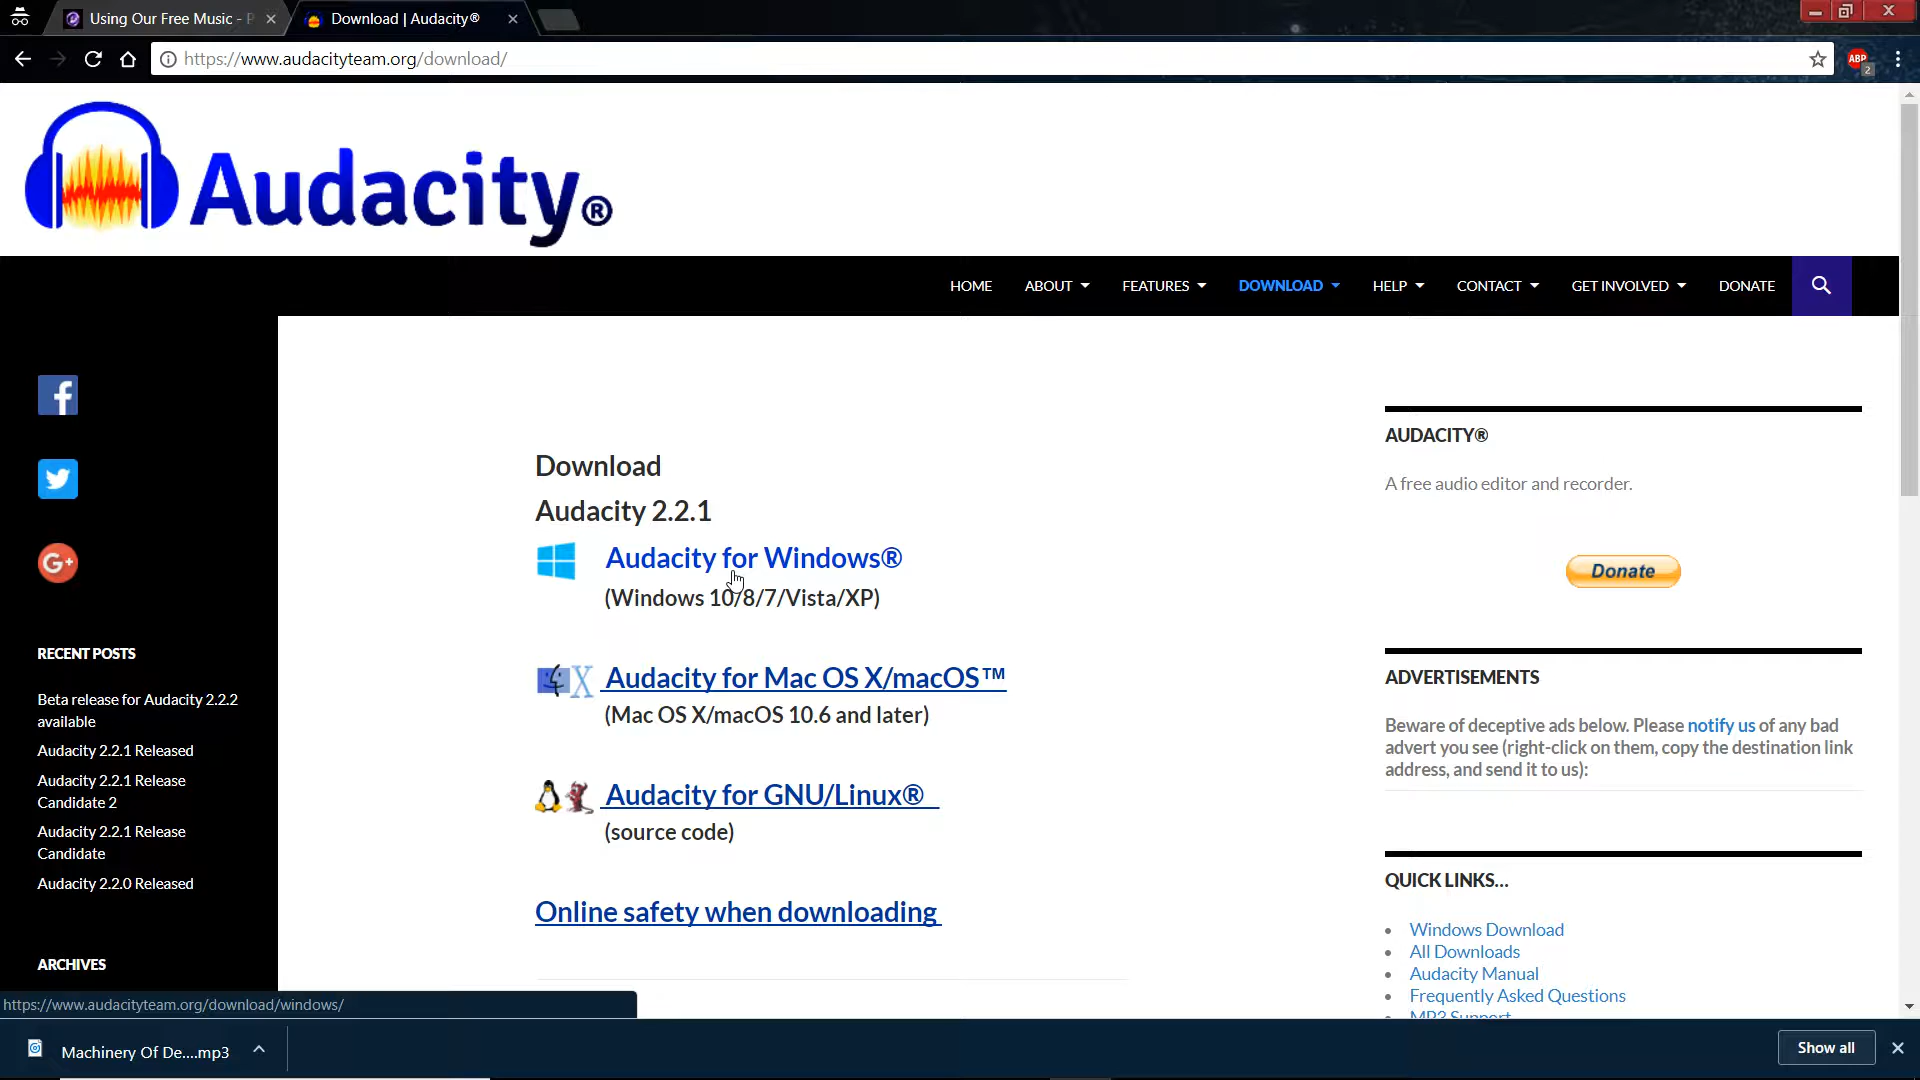 Using Our Free Music - P
Download | Audacity®
https://www.audacityteam.org/download/
ABP
2
Audacity®
HOME
ABOUT
FEATURES
DOWNLOAD
HELP
CONTACT
GET INVOLVED
DONATE
Download
Audacity 2.2.1
Audacity for Windows®
(Windows 10/8/7/Vista/XP)
Audacity for Mac OS X/macOS™
(Mac OS X/macOS 10.6 and later)
Audacity for GNU/Linux®
(source code)
Online safety when downloading
AUDACITY®
A free audio editor and recorder.
Donate
ADVERTISEMENTS
Beware of deceptive ads below. Please notify us of any bad
advert you see (right-click on them, copy the destination link
address, and send it to us):
QUICK LINKS...
Windows Download
All Downloads
Audacity Manual
Frequently Asked Questions
MP3 Support
f
G+
RECENT POSTS
Beta release for Audacity 2.2.2
available
Audacity 2.2.1 Released
Audacity 2.2.1 Release
Candidate 2
Audacity 2.2.1 Release
Candidate
Audacity 2.2.0 Released
ARCHIVES
https://www.audacityteam.org/download/windows/
Machinery Of De....mp3
Show all